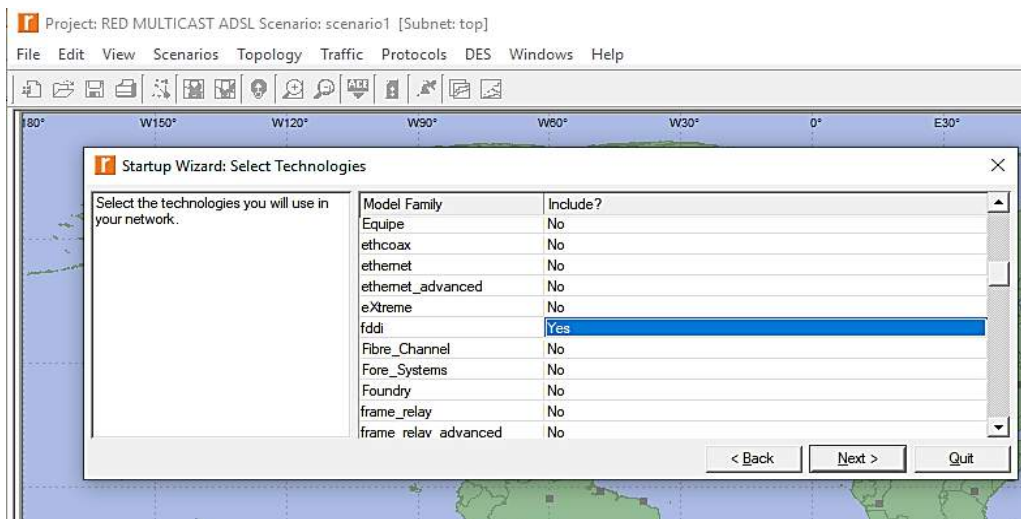 Project: RED MULTICAST ADSL Scenario: scenario1 [Subnet: top]
File Edit View Scenarios Topology Traffic Protocols DES Windows Help
180° W150° W120° W90° W60° W30° 0° E30°
Startup Wizard: Select Technologies
Select the technologies you will use in
your network.
Model Family Include?
Equipe No
ethcoax No
ethernet No
ethernet_advanced No
eXtreme No
fddi Yes
Fibre_Channel No
Fore_Systems No
Foundry No
frame_relay No
frame_relay_advanced No
< Back Next > Quit